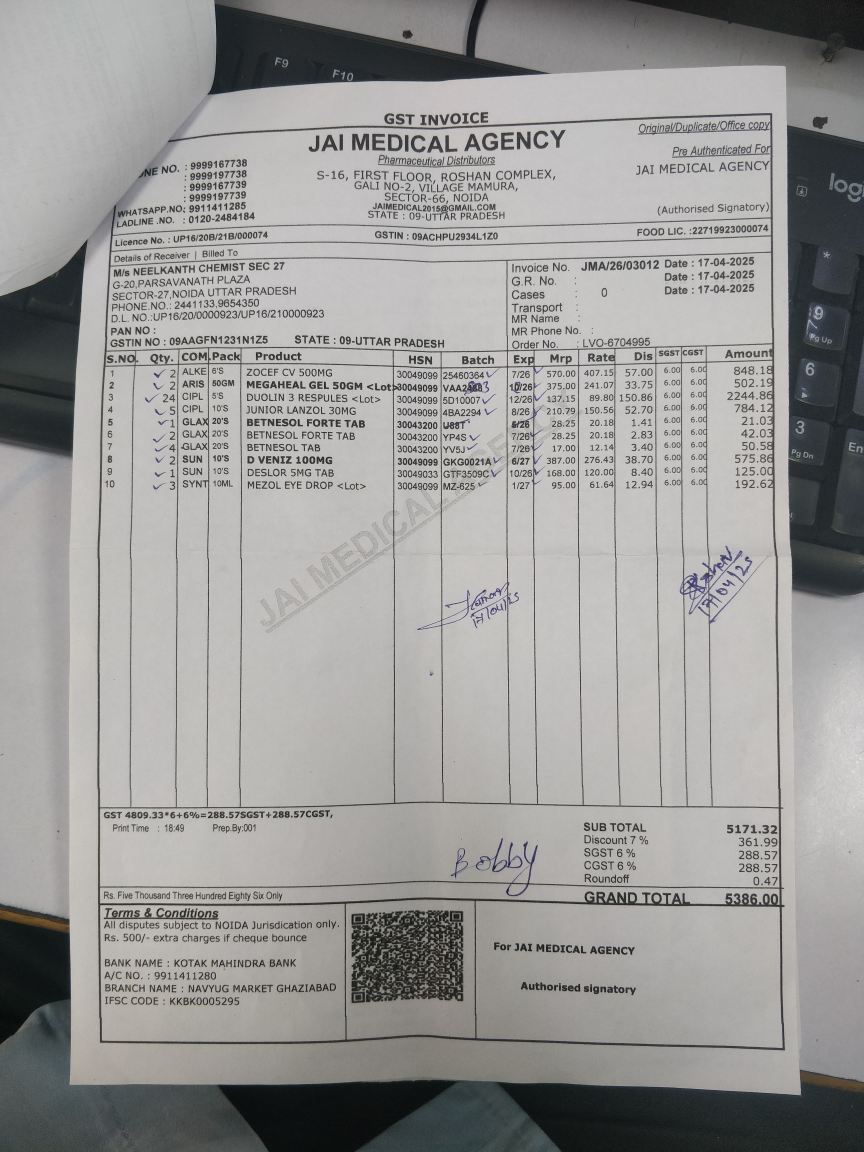 F9
F10
GST INVOICE
Original/Duplicate/Office copy
JAI MEDICAL AGENCY
Pharmaceutical Distributors
Pre Authenticated For
JAI MEDICAL AGENCY
(Authorised Signatory)
S-16, FIRST FLOOR, ROSHAN COMPLEX,
GALI NO-2, VILLAGE MAMURA,
SECTOR-66, NOIDA
JAIMEDICAL2015@GMAIL.COM
STATE : 09-UTTAR PRADESH
ONE NO. : 9999167738
: 9999197738
: 9999167739
: 9999197739
WHATSAPP.NO: 9911411285
LADLINE .NO. : 0120-2484184
Licence No. : UP16/20B/21B/000074 GSTIN : 09ACHPU2934L1Z0 FOOD LIC. :22719923000074
Details of Receiver | Billed To
M/s NEELKANTH CHEMIST SEC 27
G-20,PARSAVANATH PLAZA
SECTOR-27,NOIDA UTTAR PRADESH
PHONE.NO.: 2441133,9654350
D.L. NO.:UP16/20/0000923/UP16/210000923
PAN NO :
GSTIN NO : 09AAGFN1231N1Z5 STATE : 09-UTTAR PRADESH
Invoice No. JMA/26/03012 Date : 17-04-2025
G.R. No. : Date : 17-04-2025
Cases : 0 Date : 17-04-2025
Transport :
MR Name :
MR Phone No. :
Order No. : LVO-6704995
S.NO. Qty. COM. Pack Product HSN Batch Exp Mrp Rate Dis SGST CGST Amount
1 2 ALKE 6'S ZOCEF CV 500MG 30049099 25460364 7/26 570.00 407.15 57.00 6.00 6.00 848.18
2 2 ARIS 50GM MEGAHEAL GEL 50GM <Lot> 30049099 10/26 375.00 241.07 33.75 6.00 6.00 502.19
3 24 CIPL 5'S DUOLIN 3 RESPULES <Lot> 30049099 5D10007 12/26 137.15 89.80 150.86 6.00 6.00 2244.86
4 5 CIPL 10'S JUNIOR LANZOL 30MG 30049099 4BA2294 8/26 210.79 150.56 52.70 6.00 6.00 784.12
5 1 GLAX 20'S BETNESOL FORTE TAB 30043200 U88T 5/26 28.25 20.18 1.41 6.00 6.00 21.03
6 2 GLAX 20'S BETNESOL FORTE TAB 30043200 YP4S 7/26 28.25 20.18 2.83 6.00 6.00 42.03
7 4 GLAX 20'S BETNESOL TAB 30043200 YV5J 7/26 17.00 12.14 3.40 6.00 6.00 50.58
8 2 SUN 10'S D VENIZ 100MG 30049099 GKG0021A 6/27 387.00 276.43 38.70 6.00 6.00 575.86
9 1 SUN 10'S DESLOR 5MG TAB 30049033 GTF3509C 10/26 168.00 120.00 8.40 6.00 6.00 125.00
10 3 SYNT 10ML MEZOL EYE DROP <Lot> 30049099 MZ-625 1/27 95.00 61.64 12.94 6.00 6.00 192.62
17/04/25
17/04/25
GST 4809.33*6+6%=288.57SGST+288.57CGST,
Print Time : 18:49 Prep.By:001
Bobby
SUB TOTAL 5171.32
Discount 7 % 361.99
SGST 6 % 288.57
CGST 6 % 288.57
Roundoff 0.47
Rs. Five Thousand Three Hundred Eighty Six Only
GRAND TOTAL 5386.00
Terms & Conditions
All disputes subject to NOIDA Jurisdication only.
Rs. 500/- extra charges if cheque bounce
BANK NAME : KOTAK MAHINDRA BANK
A/C NO. : 9911411280
BRANCH NAME : NAVYUG MARKET GHAZIABAD
IFSC CODE : KKBK0005295
For JAI MEDICAL AGENCY
Authorised signatory
logi
*
9
Pg Up
6
3
Pg Dn